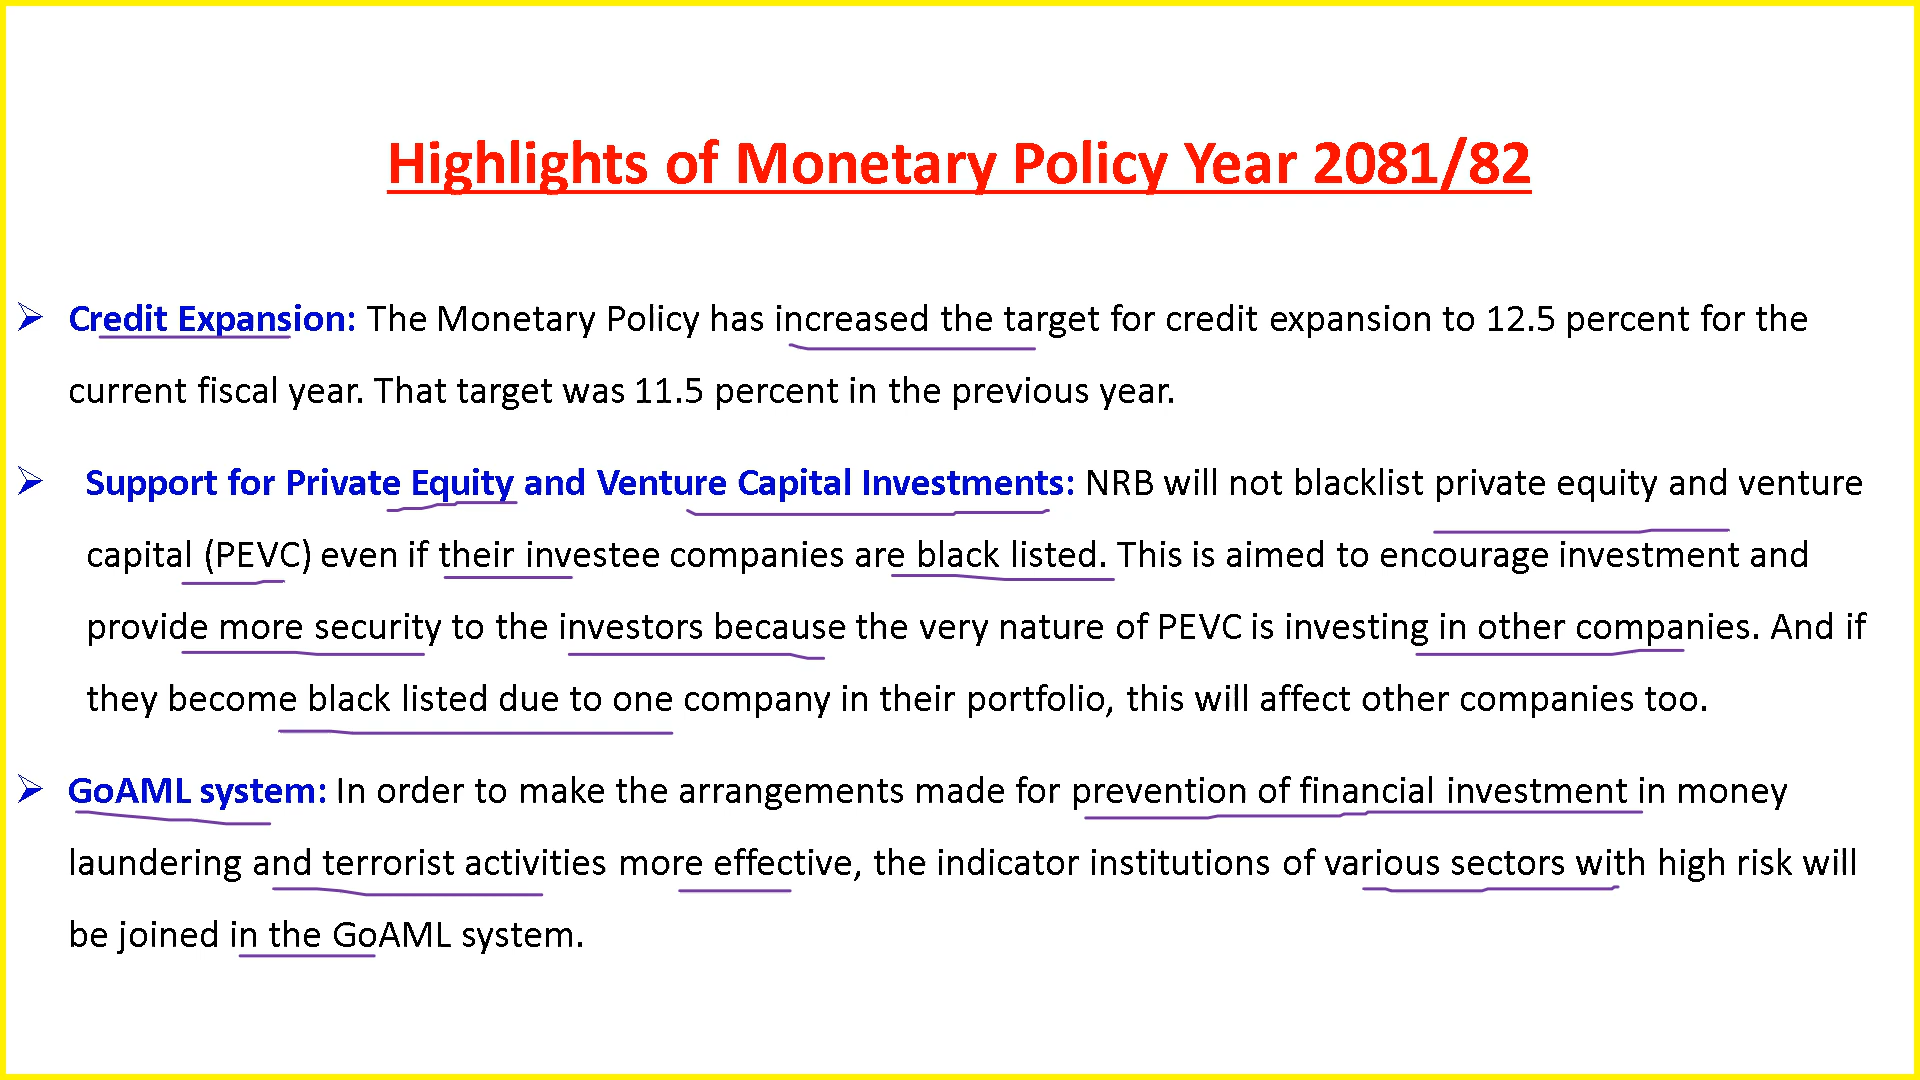 Highlights of Monetary Policy Year 2081/82
➢ Credit Expansion: The Monetary Policy has increased the target for credit expansion to 12.5 percent for the
current fiscal year. That target was 11.5 percent in the previous year.
➢ Support for Private Equity and Venture Capital Investments: NRB will not blacklist private equity and venture
capital (PEVC) even if their investee companies are black listed. This is aimed to encourage investment and
provide more security to the investors because the very nature of PEVC is investing in other companies. And if
they become black listed due to one company in their portfolio, this will affect other companies too.
➢ GoAML system: In order to make the arrangements made for prevention of financial investment in money
laundering and terrorist activities more effective, the indicator institutions of various sectors with high risk will
be joined in the GoAML system.